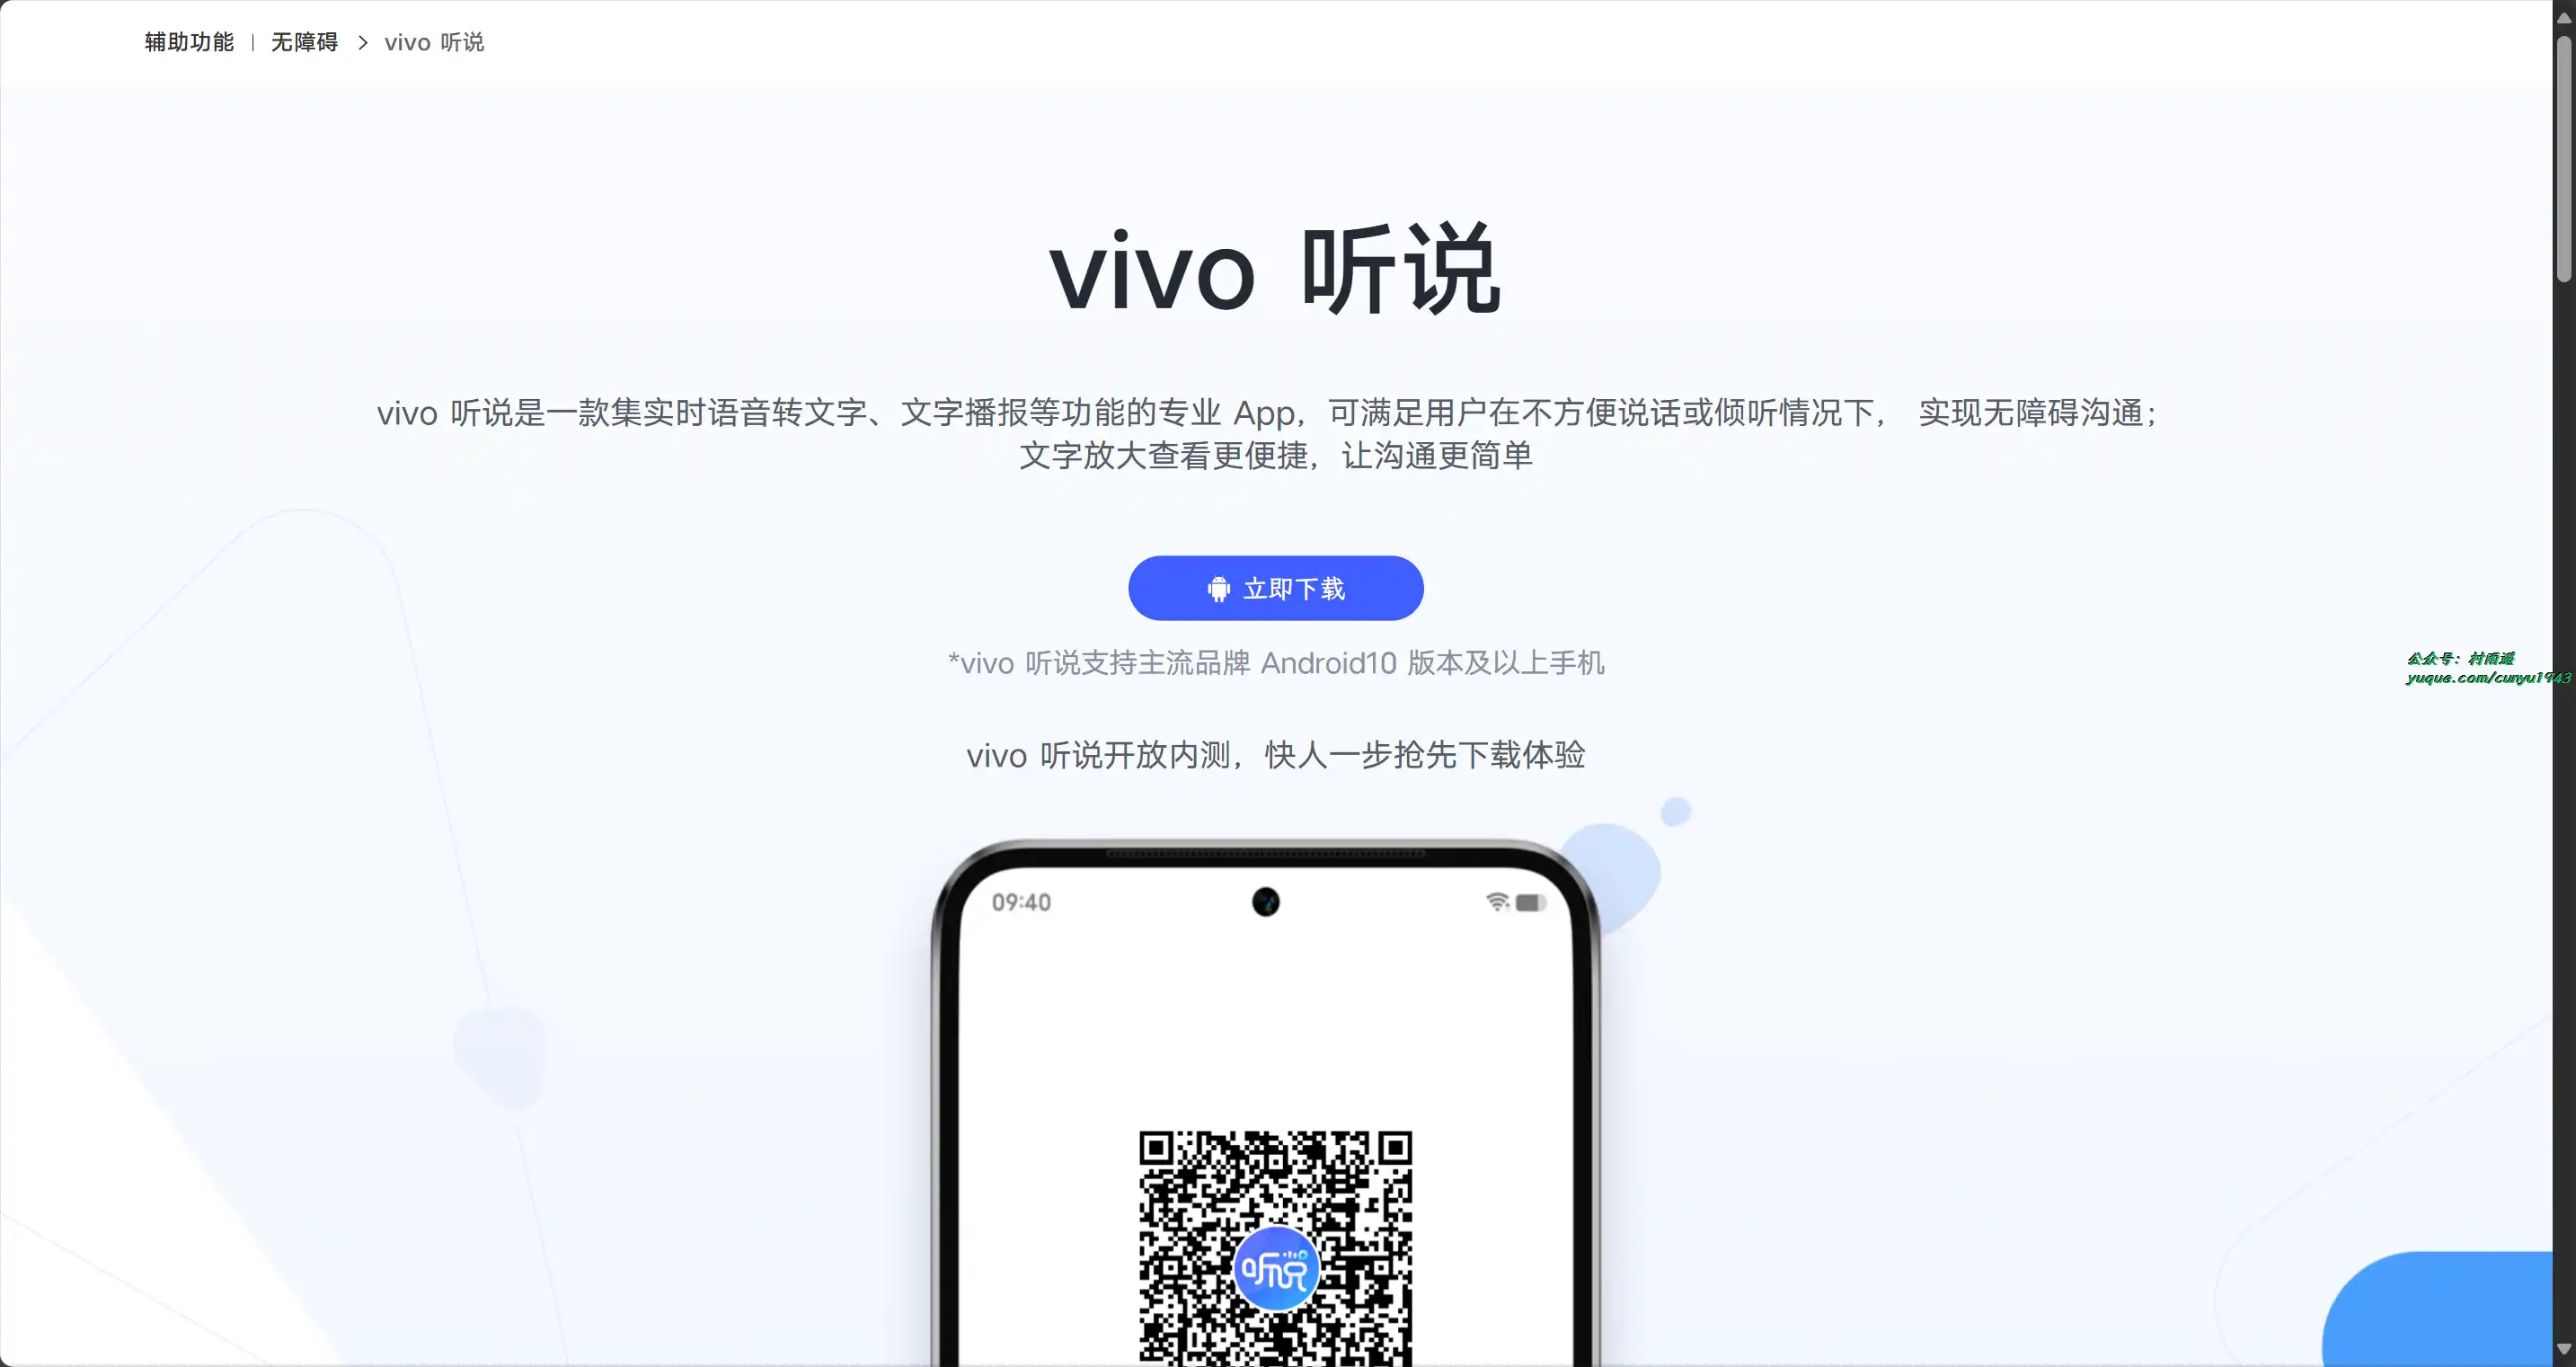 辅助功能 | 无障碍 > vivo 听说
vivo 听说
vivo 听说是一款集实时语音转文字、文字播报等功能的专业 App，可满足用户在不方便说话或倾听情况下， 实现无障碍沟通；
文字放大查看更便捷，让沟通更简单
立即下载
*vivo 听说支持主流品牌 Android10 版本及以上手机
公众号：村雨遥
yuque.com/cunyu1943
vivo 听说开放内测，快人一步抢先下载体验
09:40
听说